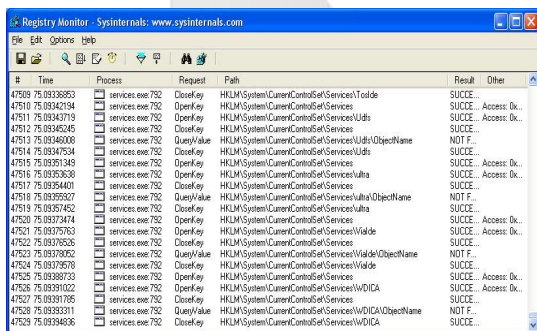 Registry Monitor - Sysinternals: www.sysinternals.com
File Edit Options Help
# Time Process Request Path Result Other
47509 75.09336853 services.exe:792 CloseKey HKLM\System\CurrentControlSet\Services\TosIde SUCCE...
47510 75.09342194 services.exe:792 OpenKey HKLM\System\CurrentControlSet\Services SUCCE... Access: 0x...
47511 75.09343719 services.exe:792 OpenKey HKLM\System\CurrentControlSet\Services\Udfs SUCCE... Access: 0x...
47512 75.09345245 services.exe:792 CloseKey HKLM\System\CurrentControlSet\Services SUCCE...
47513 75.09346008 services.exe:792 QueryValue HKLM\System\CurrentControlSet\Services\Udfs\ObjectName NOT F...
47514 75.09347534 services.exe:792 CloseKey HKLM\System\CurrentControlSet\Services\Udfs SUCCE...
47515 75.09351349 services.exe:792 OpenKey HKLM\System\CurrentControlSet\Services SUCCE... Access: 0x...
47516 75.09353638 services.exe:792 OpenKey HKLM\System\CurrentControlSet\Services\ultra SUCCE... Access: 0x...
47517 75.09354401 services.exe:792 CloseKey HKLM\System\CurrentControlSet\Services SUCCE...
47518 75.09355927 services.exe:792 QueryValue HKLM\System\CurrentControlSet\Services\ultra\ObjectName NOT F...
47519 75.09357452 services.exe:792 CloseKey HKLM\System\CurrentControlSet\Services\ultra SUCCE...
47520 75.09373474 services.exe:792 OpenKey HKLM\System\CurrentControlSet\Services SUCCE... Access: 0x...
47521 75.09375763 services.exe:792 OpenKey HKLM\System\CurrentControlSet\Services\ViaIde SUCCE... Access: 0x...
47522 75.09376526 services.exe:792 CloseKey HKLM\System\CurrentControlSet\Services SUCCE...
47523 75.09378052 services.exe:792 QueryValue HKLM\System\CurrentControlSet\Services\ViaIde\ObjectName NOT F...
47524 75.09379578 services.exe:792 CloseKey HKLM\System\CurrentControlSet\Services\ViaIde SUCCE...
47525 75.09388733 services.exe:792 OpenKey HKLM\System\CurrentControlSet\Services SUCCE... Access: 0x...
47526 75.09391022 services.exe:792 OpenKey HKLM\System\CurrentControlSet\Services\WDICA SUCCE... Access: 0x...
47527 75.09391785 services.exe:792 CloseKey HKLM\System\CurrentControlSet\Services SUCCE...
47528 75.09393311 services.exe:792 QueryValue HKLM\System\CurrentControlSet\Services\WDICA\ObjectName NOT F...
47529 75.09394836 services.exe:792 CloseKey HKLM\System\CurrentControlSet\Services\WDICA SUCCE...